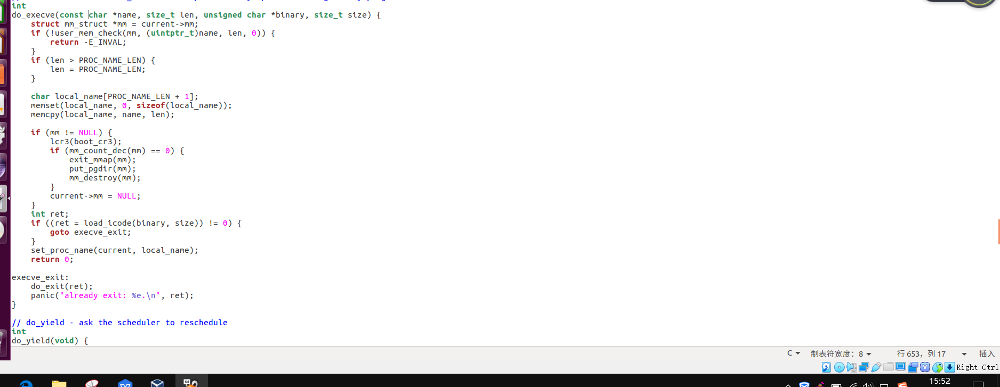 int
do_execve(const char *name, size_t len, unsigned char *binary, size_t size) {
    struct mm_struct *mm = current->mm;
    if (!user_mem_check(mm, (uintptr_t)name, len, 0)) {
        return -E_INVAL;
    }
    if (len > PROC_NAME_LEN) {
        len = PROC_NAME_LEN;
    }

    char local_name[PROC_NAME_LEN + 1];
    memset(local_name, 0, sizeof(local_name));
    memcpy(local_name, name, len);

    if (mm != NULL) {
        lcr3(boot_cr3);
        if (mm_count_dec(mm) == 0) {
            exit_mmap(mm);
            put_pgdir(mm);
            mm_destroy(mm);
        }
        current->mm = NULL;
    }
    int ret;
    if ((ret = load_icode(binary, size)) != 0) {
        goto execve_exit;
    }
    set_proc_name(current, local_name);
    return 0;

execve_exit:
    do_exit(ret);
    panic("already exit: %e.\n", ret);
}

// do_yield - ask the scheduler to reschedule
int
do_yield(void) {
C 制表符宽度：8 行 653，列 17 插入
Right Ctrl
64
中
15:52